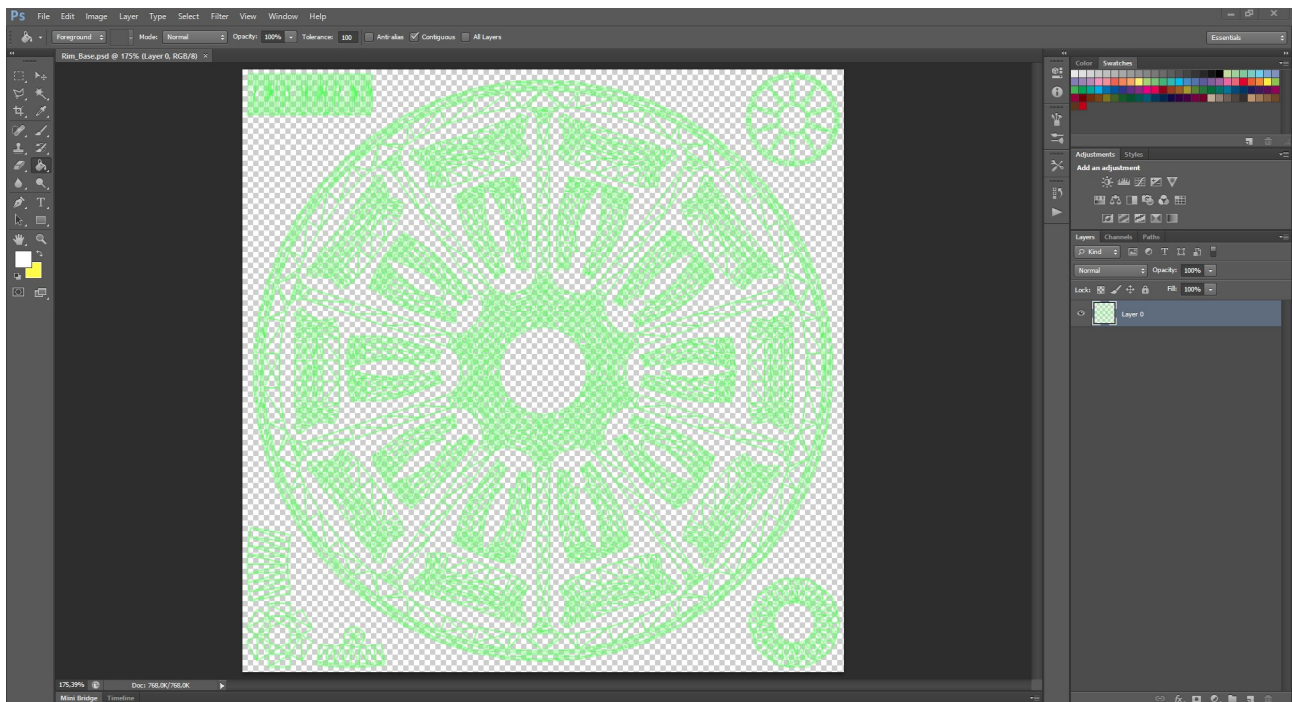 Ps File Edit Image Layer Type Select Filter View Window Help
Foreground Mode: Normal Opacity: 100% Tolerance: 100 Anti-alias Contiguous All Layers Essentials
Rim_Base.psd @ 175% (Layer 0, RGB/8) ×
Color Swatches
Adjustments Styles
Add an adjustment
Layers Channels Paths
Kind
Normal Opacity: 100%
Lock: Fill: 100%
Layer 0
175,39% Doc: 768,0K/768,0K
Mini Bridge Timeline